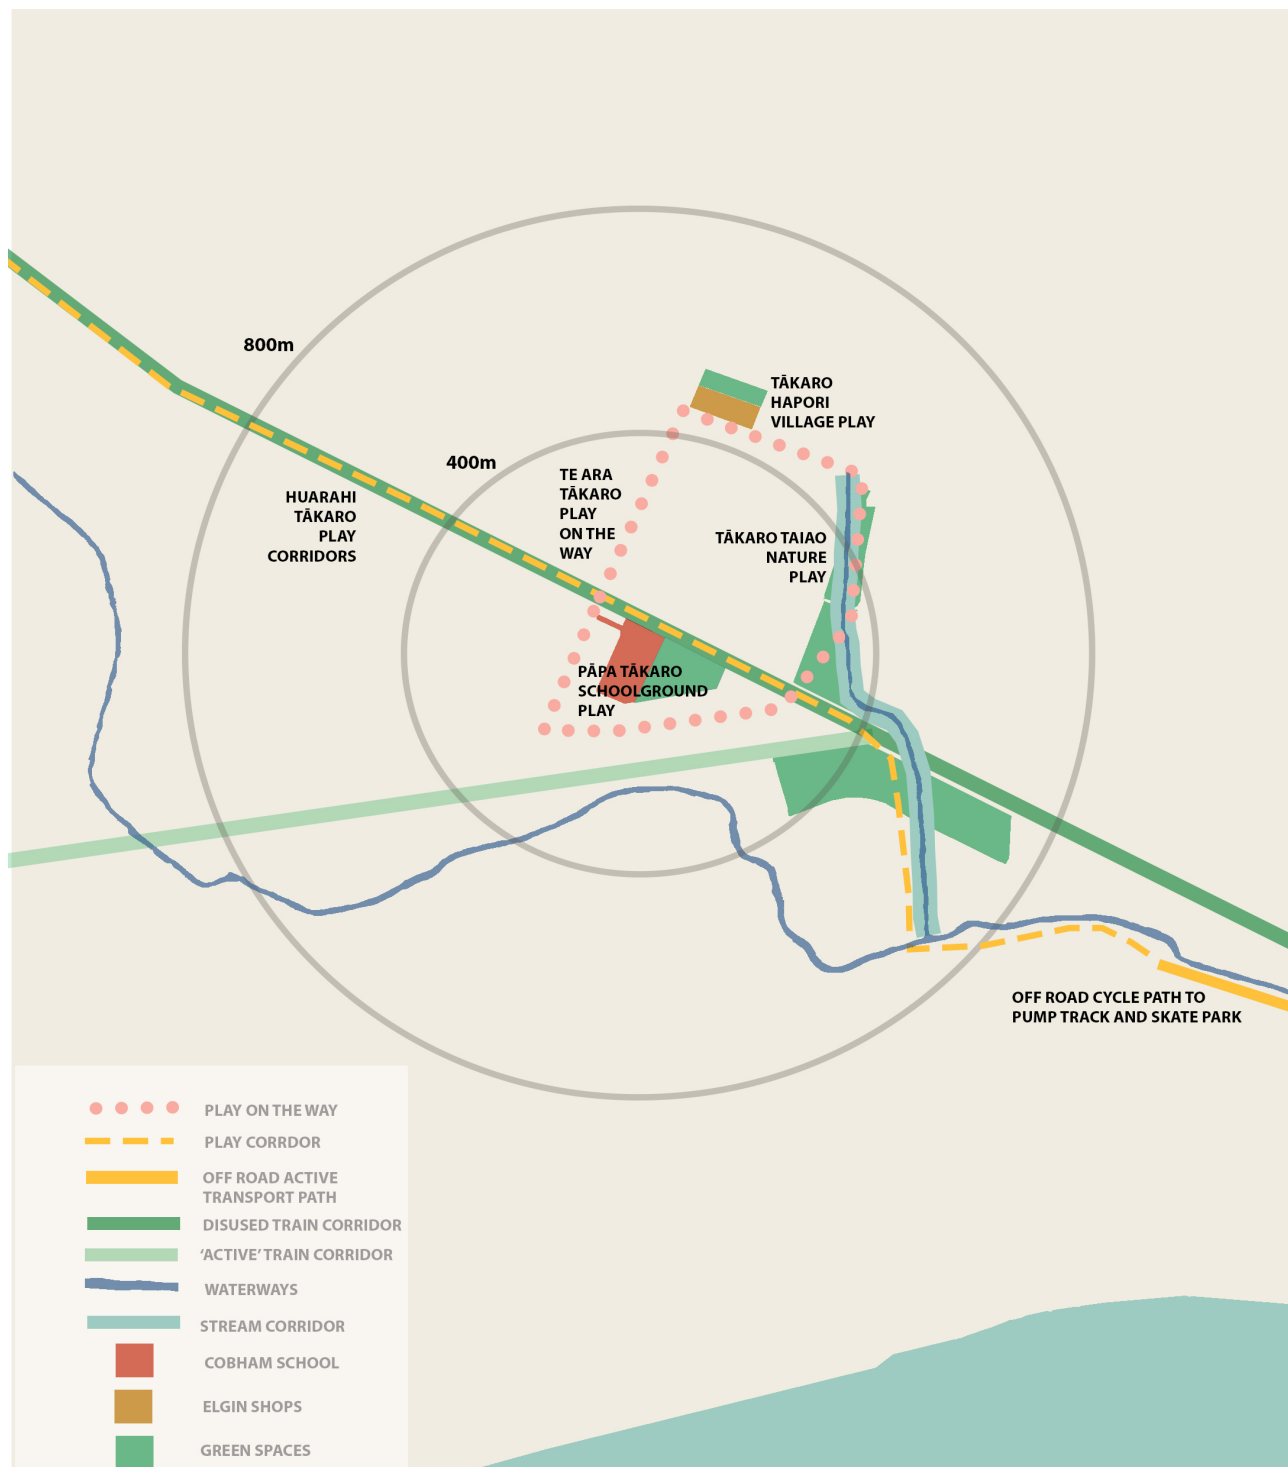 800m
400m
TĀKARO
HAPORI
VILLAGE PLAY
TE ARA
TĀKARO
PLAY
ON THE
WAY
HUARAHI
TĀKARO
PLAY
CORRIDORS
TĀKARO TAIAO
NATURE
PLAY
PĀPA TĀKARO
SCHOOLGROUND
PLAY
OFF ROAD CYCLE PATH TO
PUMP TRACK AND SKATE PARK
PLAY ON THE WAY
PLAY CORRDOR
OFF ROAD ACTIVE
TRANSPORT PATH
DISUSED TRAIN CORRIDOR
‘ACTIVE’ TRAIN CORRIDOR
WATERWAYS
STREAM CORRIDOR
COBHAM SCHOOL
ELGIN SHOPS
GREEN SPACES